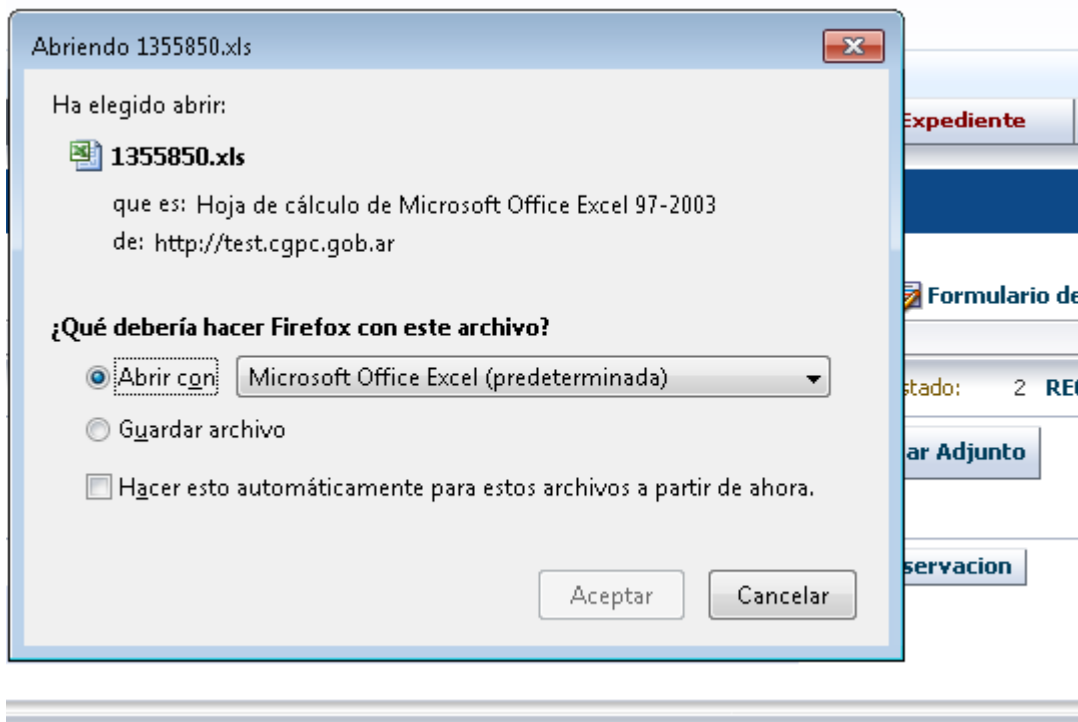 Abriendo 1355850.xls
Ha elegido abrir:
1355850.xls
que es: Hoja de cálculo de Microsoft Office Excel 97-2003
de: http://test.cgpc.gob.ar
¿Qué debería hacer Firefox con este archivo?
Abrir con Microsoft Office Excel (predeterminada)
Guardar archivo
Hacer esto automáticamente para estos archivos a partir de ahora.
Aceptar Cancelar
Expediente
Formulario de
stado: 2 REC
ar Adjunto
servacion